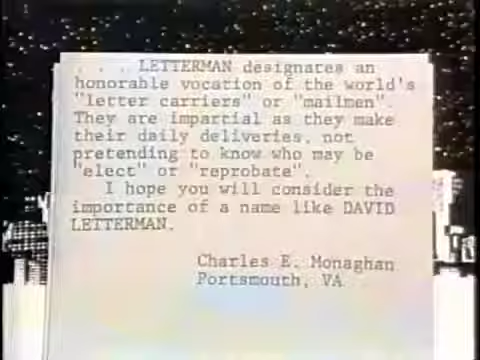 . . . LETTERMAN designates an
honorable vocation of the world's
"letter carriers" or "mailmen".
They are impartial as they make
their daily deliveries, not
pretending to know who may be
"elect" or "reprobate".
I hope you will consider the
importance of a name like DAVID
LETTERMAN.
Charles E. Monaghan
Portsmouth, VA